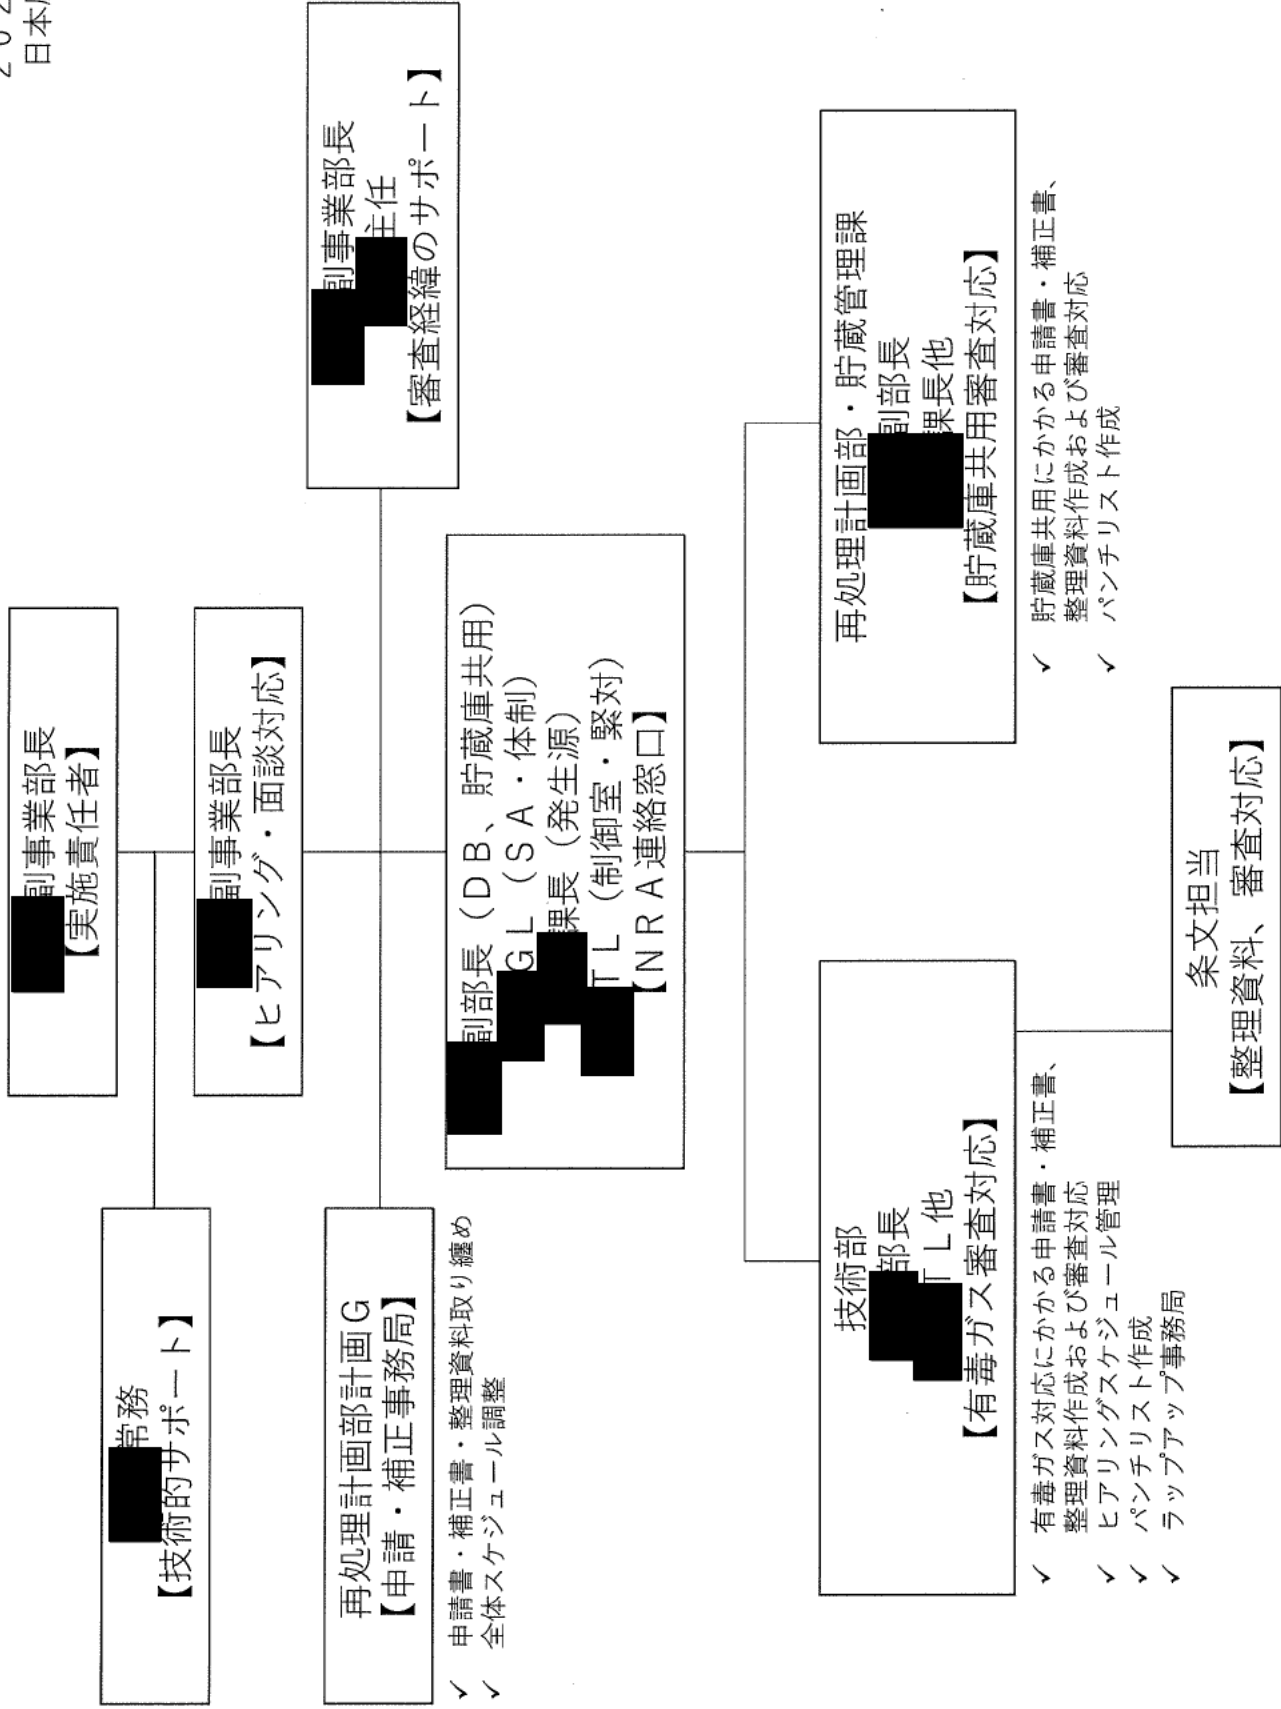 ２０２
日本原
副事業部長
【実施責任者】
常務
【技術的サポート】
副事業部長
【ヒアリング・面談対応】
副事業部長
主任
【審査経緯のサポート】
再処理計画部計画Ｇ
【申請・補正事務局】
✓ 申請書・補正書・整理資料取り纏め
✓ 全体スケジュール調整
副部長（ＤＢ、貯蔵庫共用）
ＧＬ（ＳＡ・体制）
課長（発生源）
ＴＬ（制御室・緊対）
【ＮＲＡ連絡窓口】
技術部
部長
ＴＬ他
【有毒ガス審査対応】
✓ 有毒ガス対応にかかる申請書・補正書、
整理資料作成および審査対応
✓ ヒアリングスケジュール管理
✓ パンチリスト作成
✓ ラップアップ事務局
再処理計画部・貯蔵管理課
副部長
課長他
【貯蔵庫共用審査対応】
✓ 貯蔵庫共用にかかる申請書・補正書、
整理資料作成および審査対応
✓ パンチリスト作成
条文担当
【整理資料、審査対応】